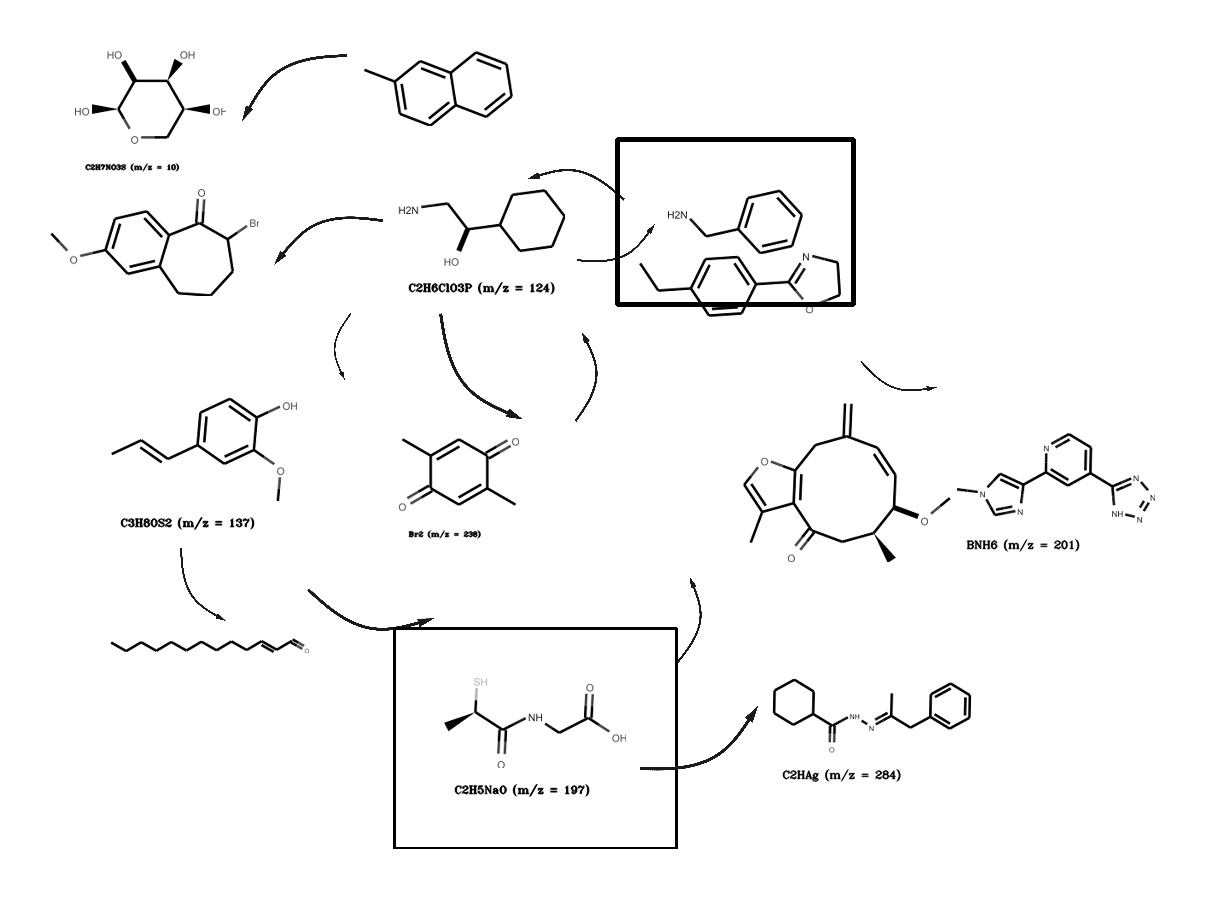 HO
OH
HO
OH
O
C2H7NO3S (m/z = 10)
O
Br
O
H2N
HO
C2H6ClO3P (m/z = 124)
H2N
N
O
OH
O
C3H8OS2 (m/z = 137)
O
O
Br2 (m/z = 238)
O
O
O
N
N
N
N
N
N
NH
N
BNH6 (m/z = 201)
O
SH
NH
O
O
OH
C2H5NaO (m/z = 197)
NH
N
O
C2HAg (m/z = 284)